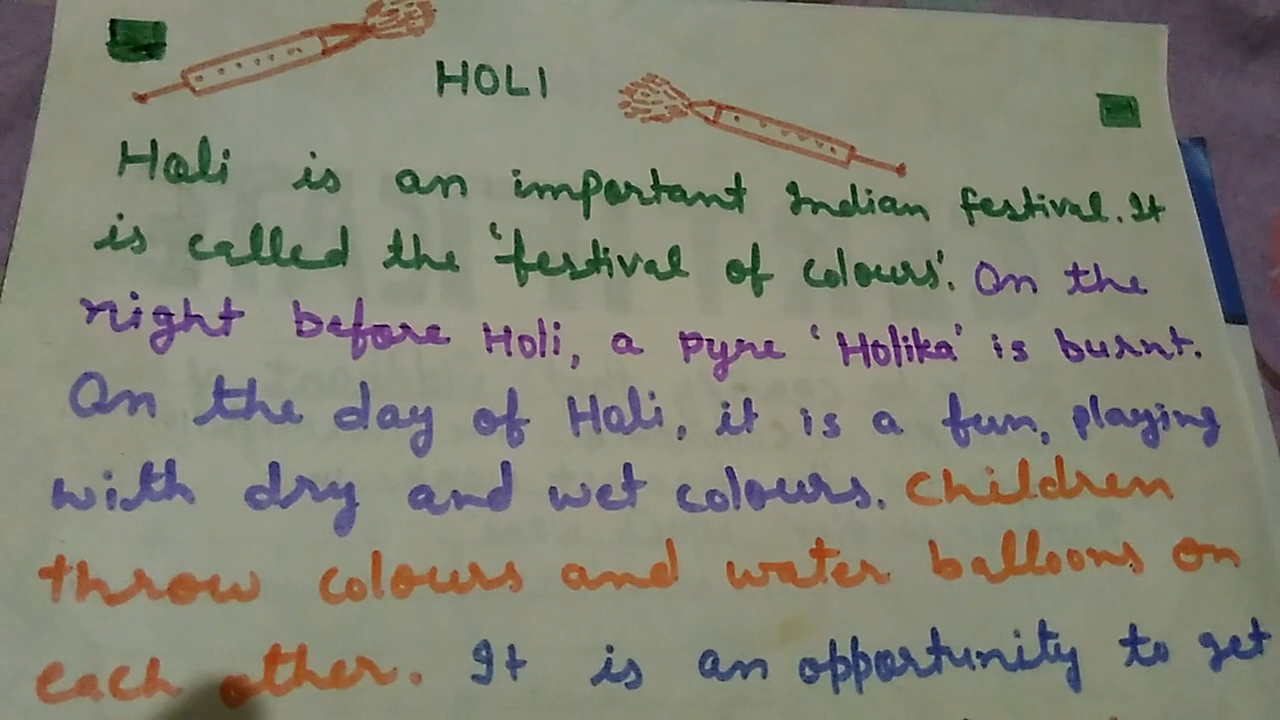 HOLI
Holi is an important Indian festival. It
is called the 'festival of colours'. On the
night before Holi, a pyre 'Holika' is burnt.
On the day of Holi, it is a fun, playing
with dry and wet colours. Children
throw colours and water balloons on
each other. It is an opportunity to get